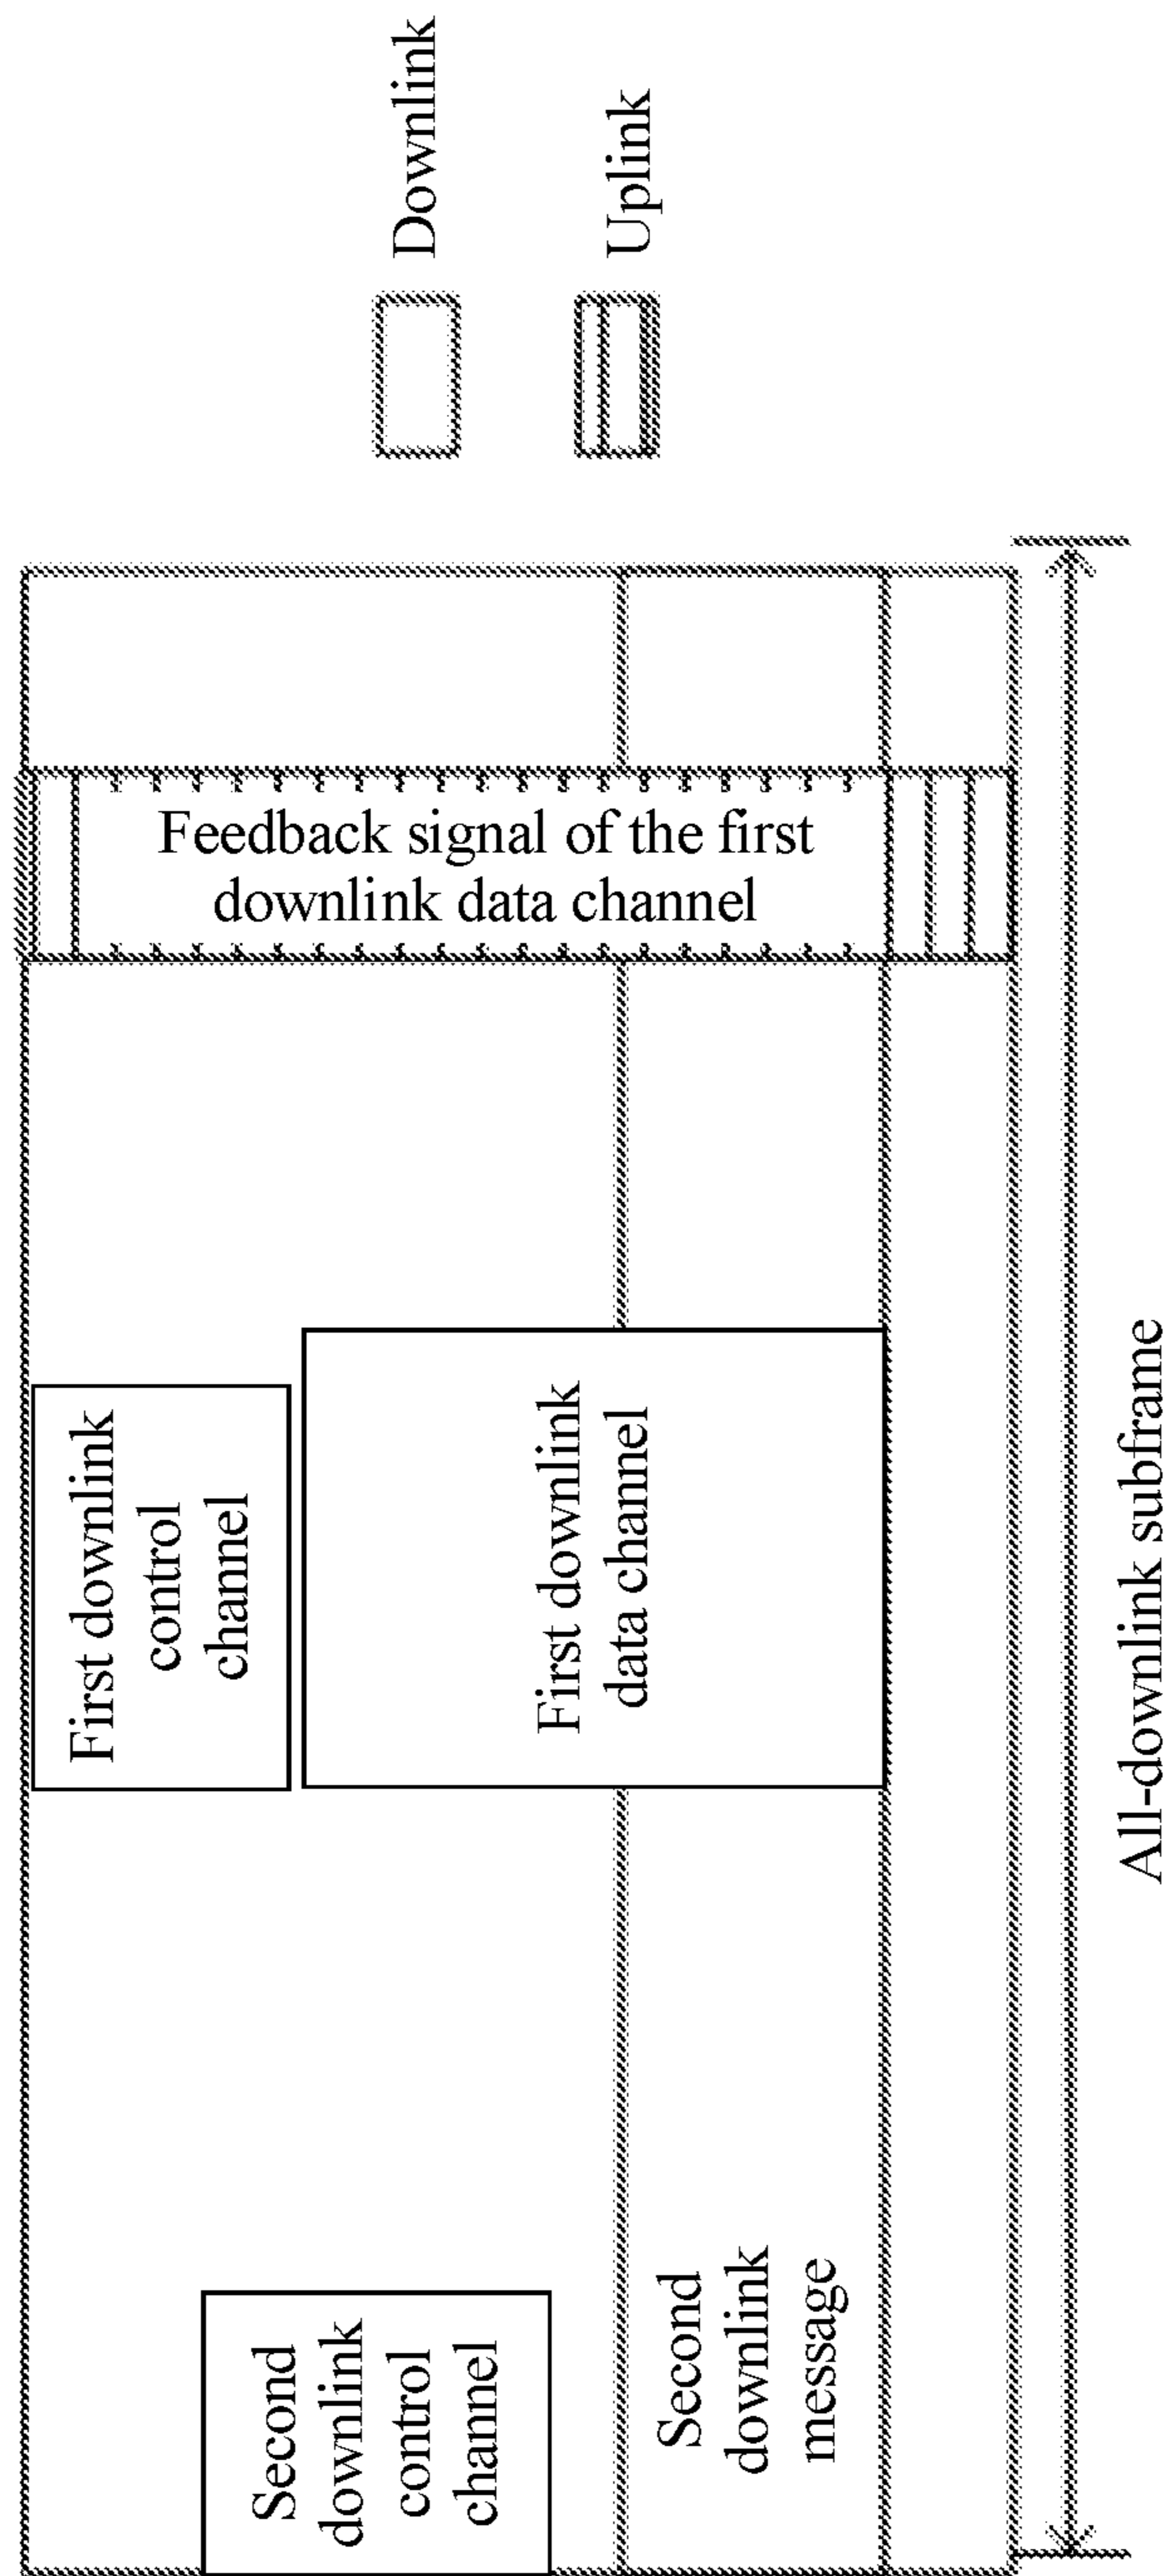 Second
downlink
control
channel
Second
downlink
message
First downlink
control
channel
First downlink
data channel
Feedback signal of the first
downlink data channel
All-downlink subframe
Downlink
Uplink